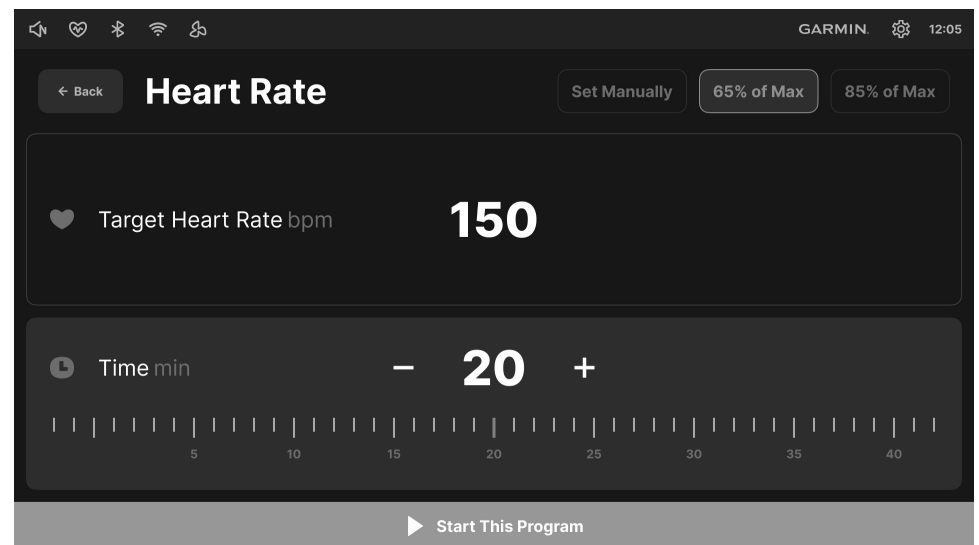 GARMIN.
12:05
Back
Heart Rate
Set Manually
65% of Max
85% of Max
Target Heart Rate bpm
150
Time min
− 20 +
5 10 15 20 25 30 35 40
Start This Program